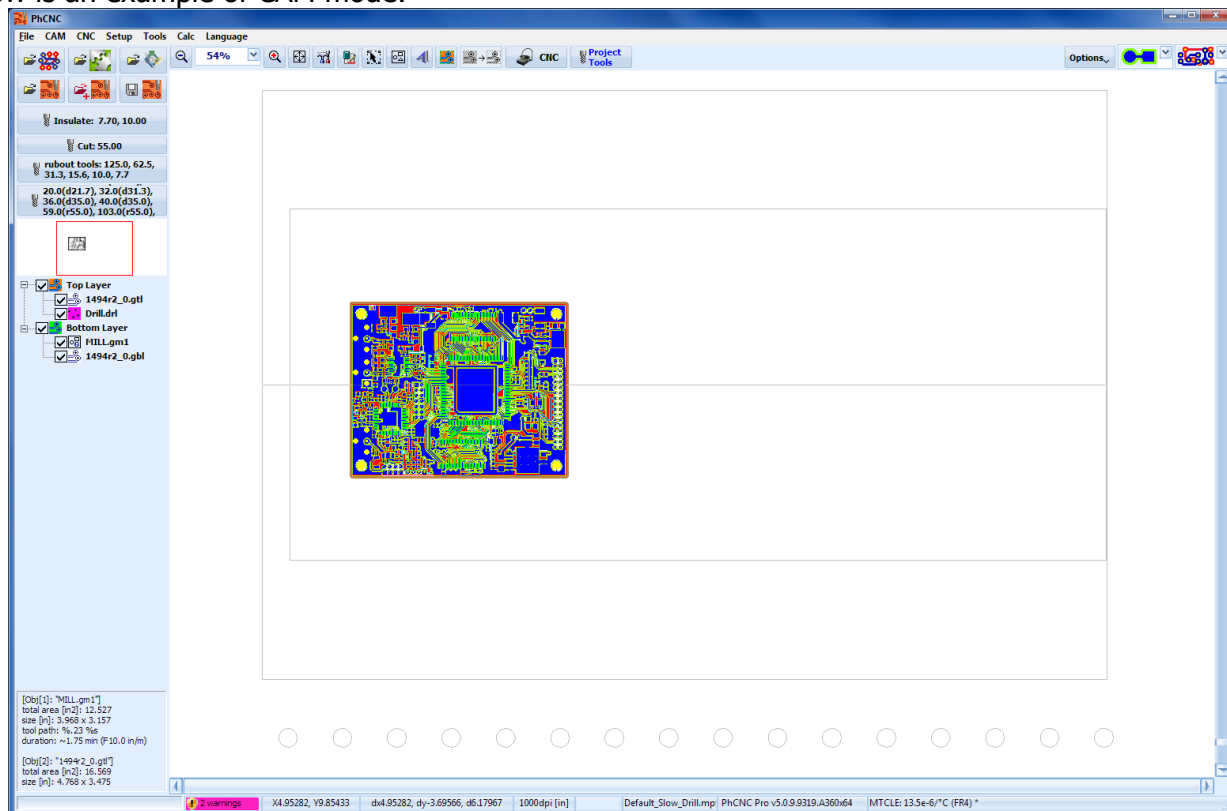 PhCNC
File CAM CNC Setup Tools Calc Language
54%
CNC
Project
Tools
Options
Insulate: 7.70, 10.00
Cut: 55.00
rubout tools: 125.0, 62.5,
31.3, 15.6, 10.0, 7.7
20.0(d21.7), 32.0(d31.3),
36.0(d35.0), 40.0(d35.0),
59.0(r55.0), 103.0(r55.0),
Top Layer
1494r2_0.gtl
Drill.drl
Bottom Layer
MILL.gm1
1494r2_0.gbl
[Obj[1]: "MILL.gm1"]
total area [in2]: 12.527
size [in]: 3.968 x 3.157
tool path: %.23 %s
duration: ~1.75 min (F10.0 in/m)
[Obj[2]: "1494r2_0.gtl"]
total area [in2]: 16.569
size [in]: 4.768 x 3.475
2 warnings X4.95282, Y9.85433 dx4.95282, dy-3.69566, d6.17967 1000dpi [in] Default_Slow_Drill.mp PhCNC Pro v5.0.9.9319.A360x64 MTCLE: 13.5e-6/°C (FR4) *